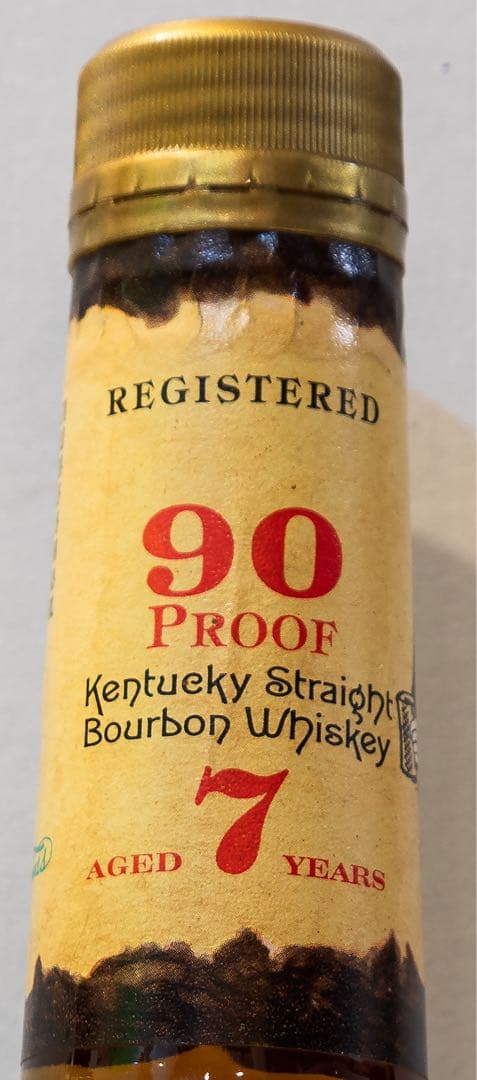 REGISTERED
90
PROOF
Kentucky Straight
Bourbon Whiskey
7
AGED YEARS